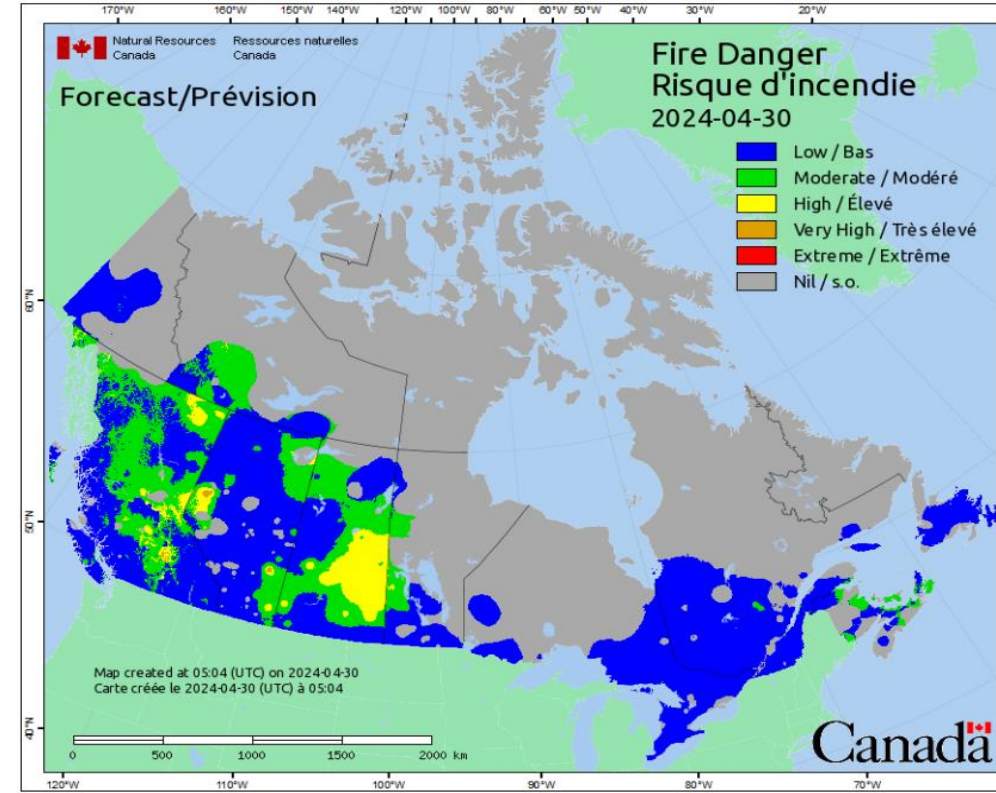 170°W 160°W 150°W 140°W 120°W 100°W 80°W 60°W 50°W 40°W 30°W 20°W
Natural Resources Ressources naturelles
Canada Canada
Forecast/Prévision
Fire Danger
Risque d'incendie
2024-04-30
Low / Bas
Moderate / Modéré
High / Élevé
Very High / Très élevé
Extreme / Extrême
Nil / s.o.
60°N
50°N
40°N
Map created at 05:04 (UTC) on 2024-04-30
Carte créée le 2024-04-30 (UTC) à 05:04
0 500 1000 1500 2000 km
Canada
120°W 110°W 100°W 90°W 80°W 70°W